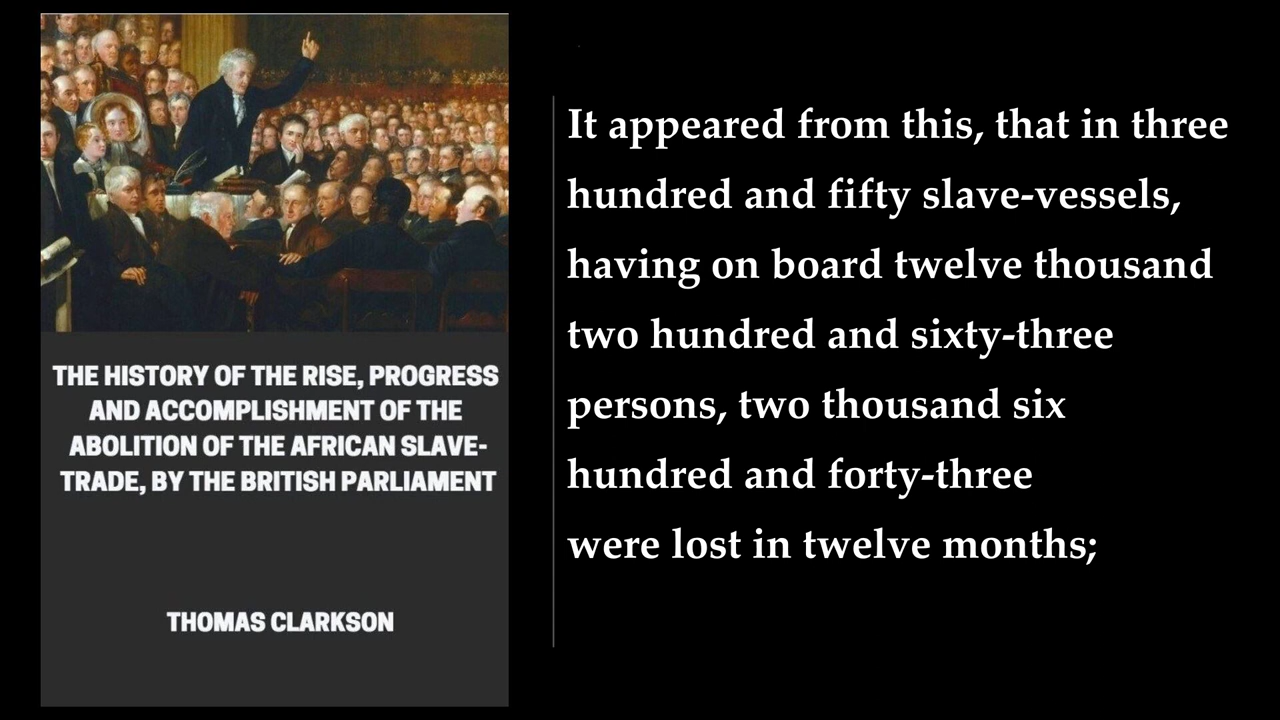 THE HISTORY OF THE RISE, PROGRESS
AND ACCOMPLISHMENT OF THE
ABOLITION OF THE AFRICAN SLAVE-
TRADE, BY THE BRITISH PARLIAMENT
THOMAS CLARKSON
It appeared from this, that in three
hundred and fifty slave-vessels,
having on board twelve thousand
two hundred and sixty-three
persons, two thousand six
hundred and forty-three
were lost in twelve months;